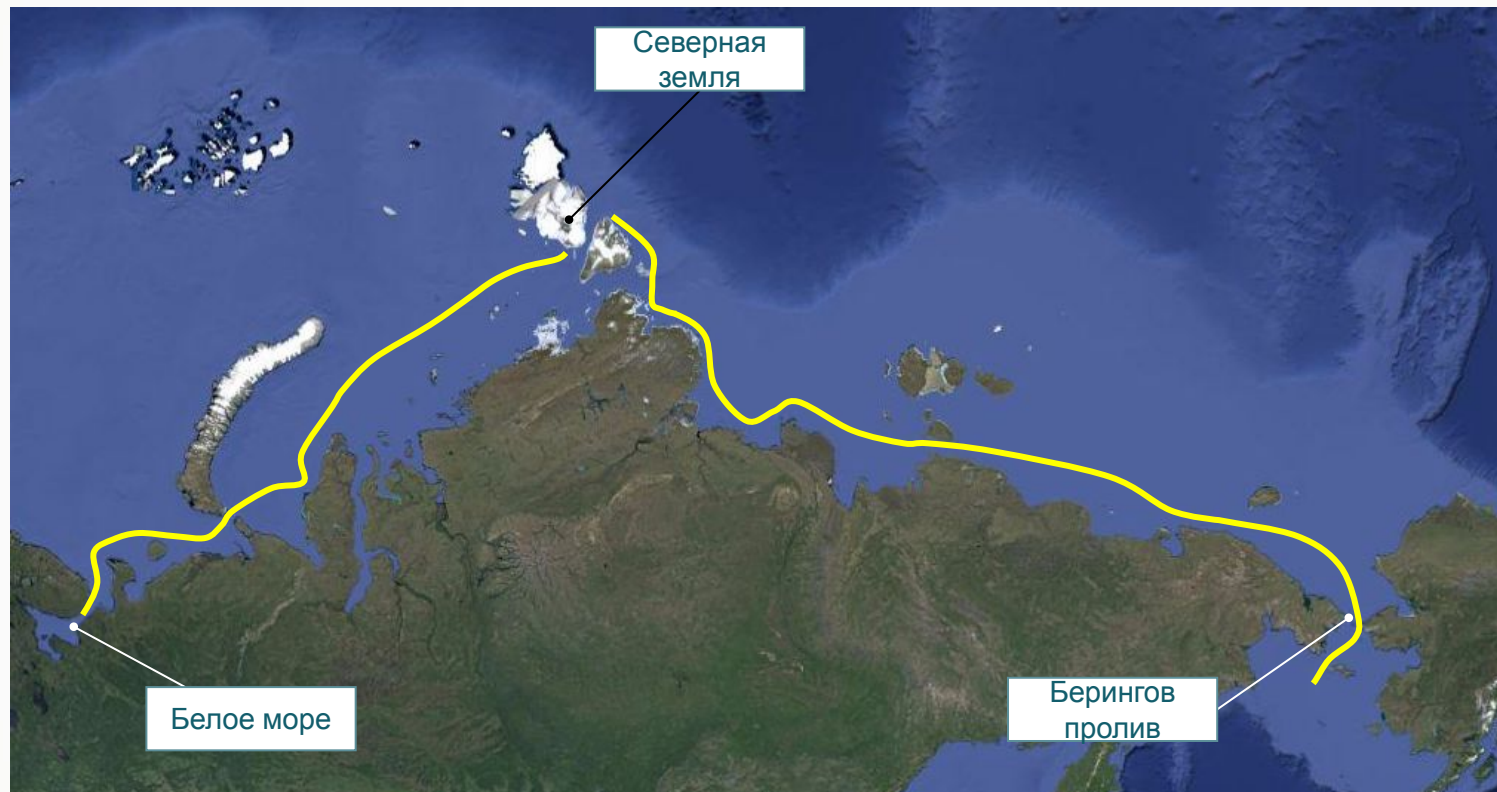 Северная
земля
Белое море
Берингов
пролив